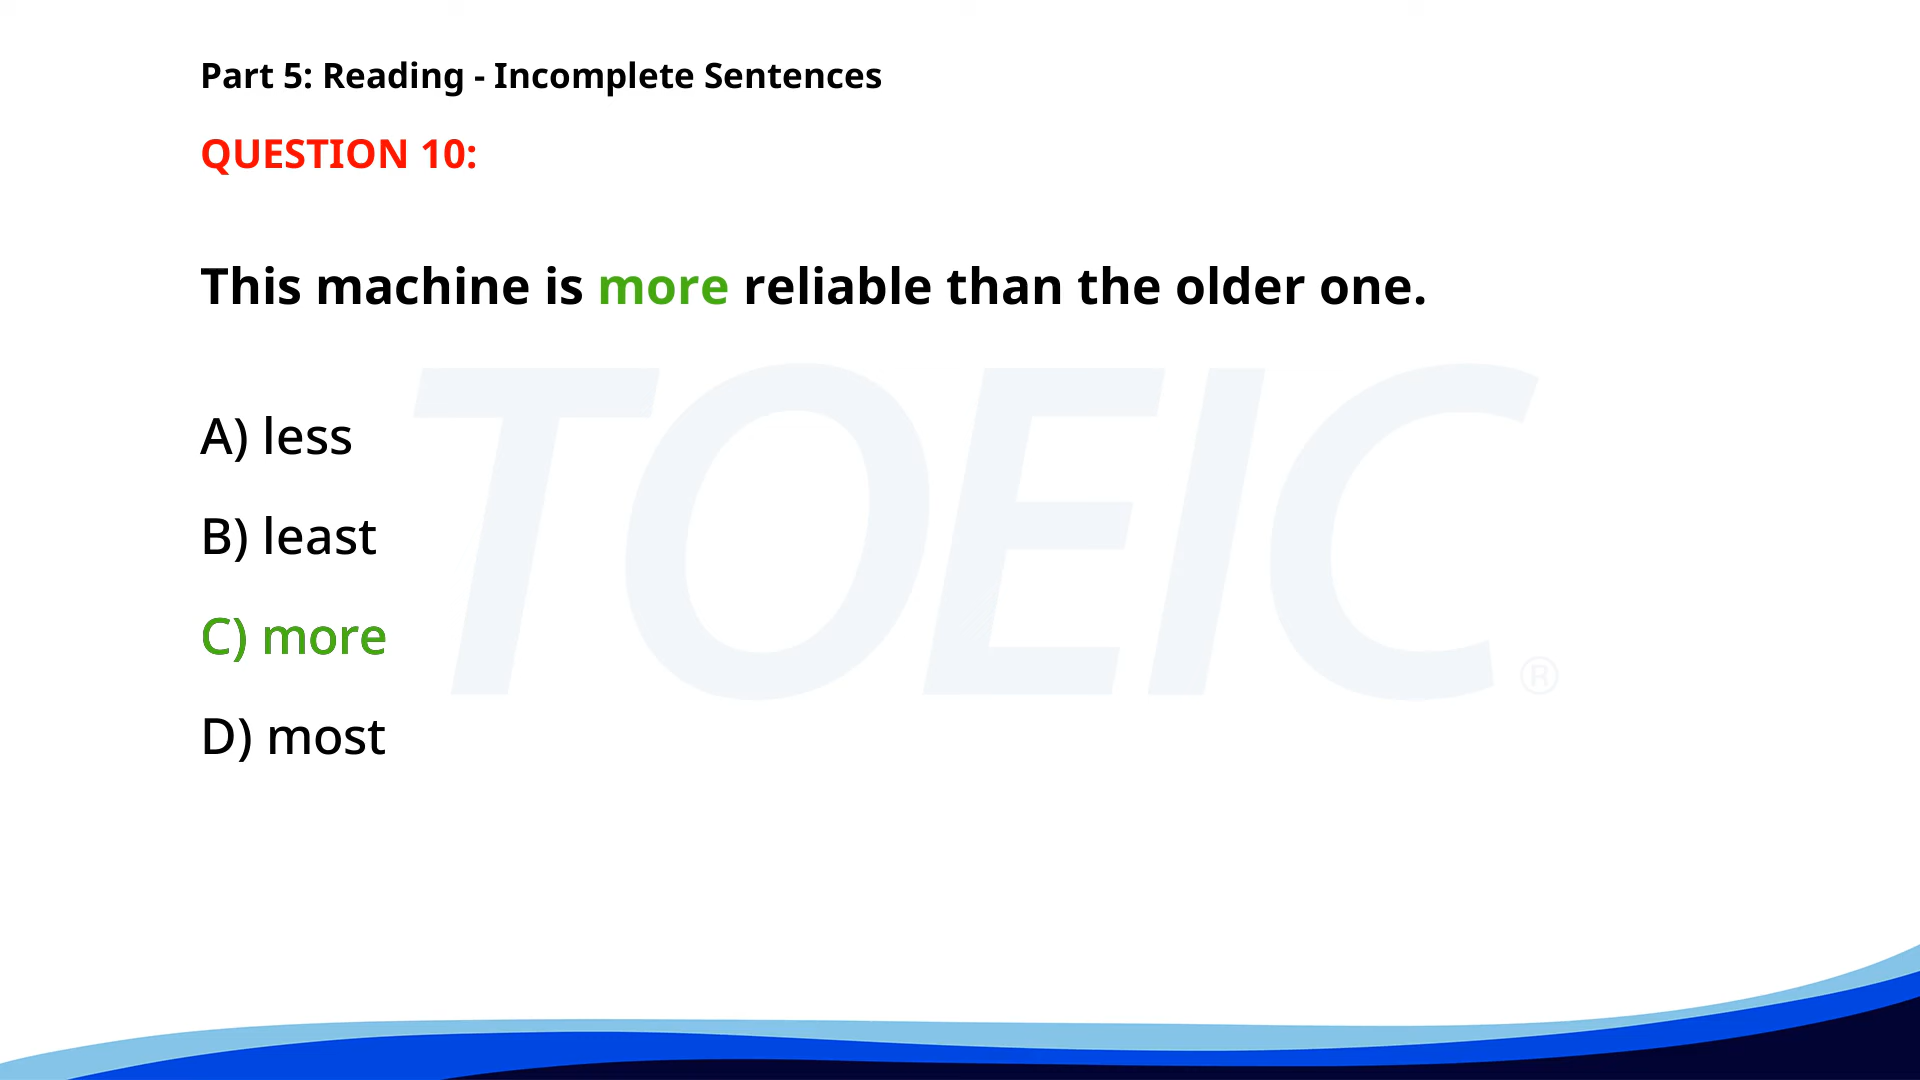 Part 5: Reading - Incomplete Sentences
QUESTION 10:
This machine is more reliable than the older one.
TOEIC®
A) less
B) least
C) more
D) most